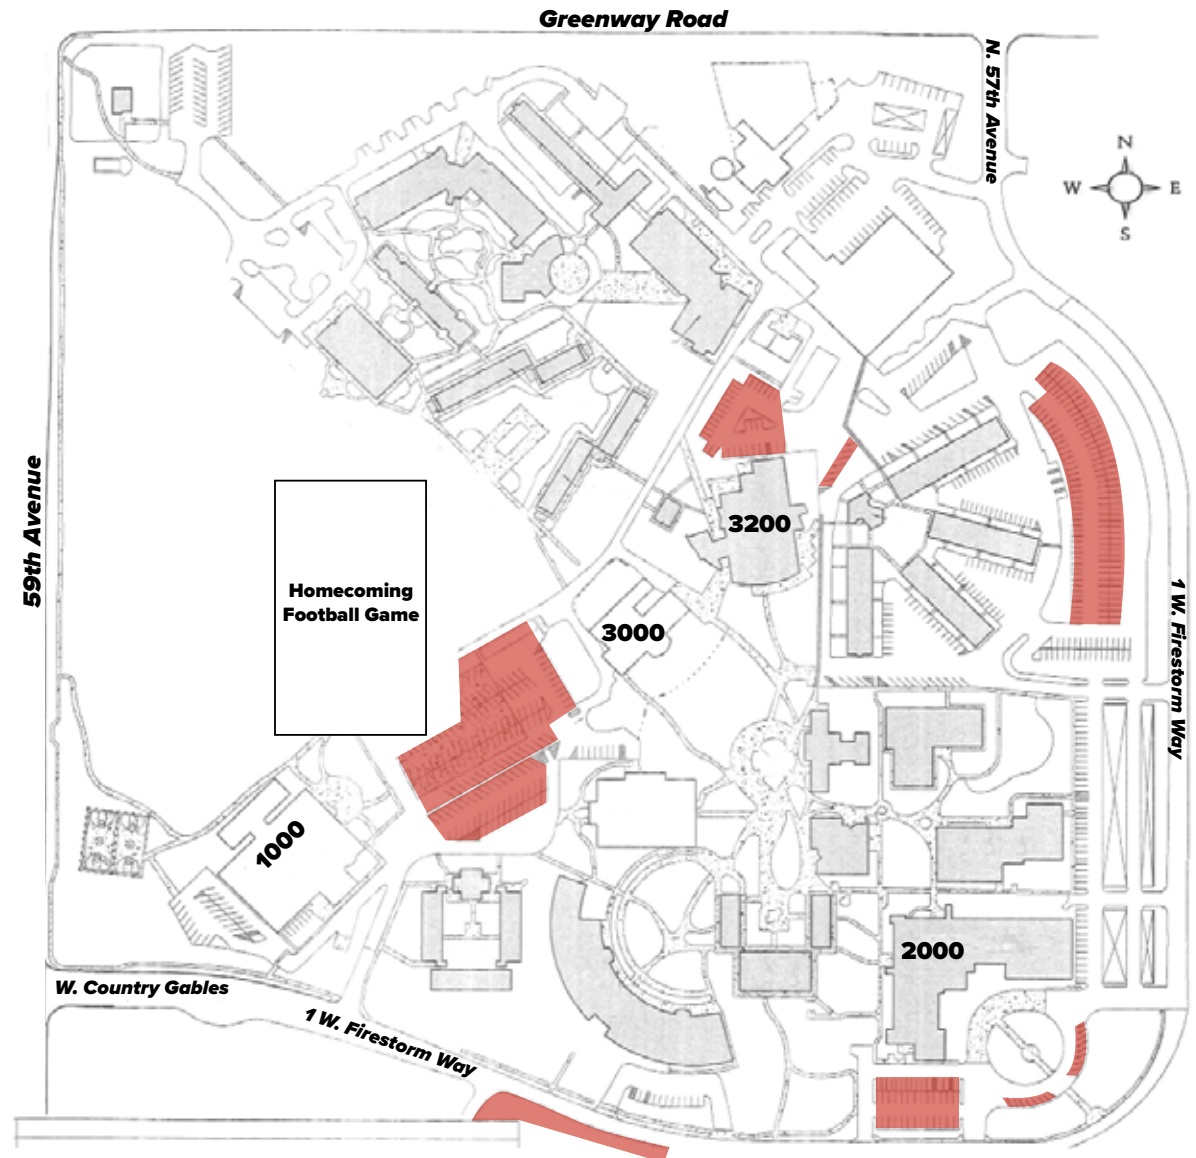 Greenway Road
N. 57th Avenue
N
W
E
S
59th Avenue
3200
Homecoming
Football Game
3000
1 W. Firestorm Way
1000
2000
W. Country Gables
1 W. Firestorm Way